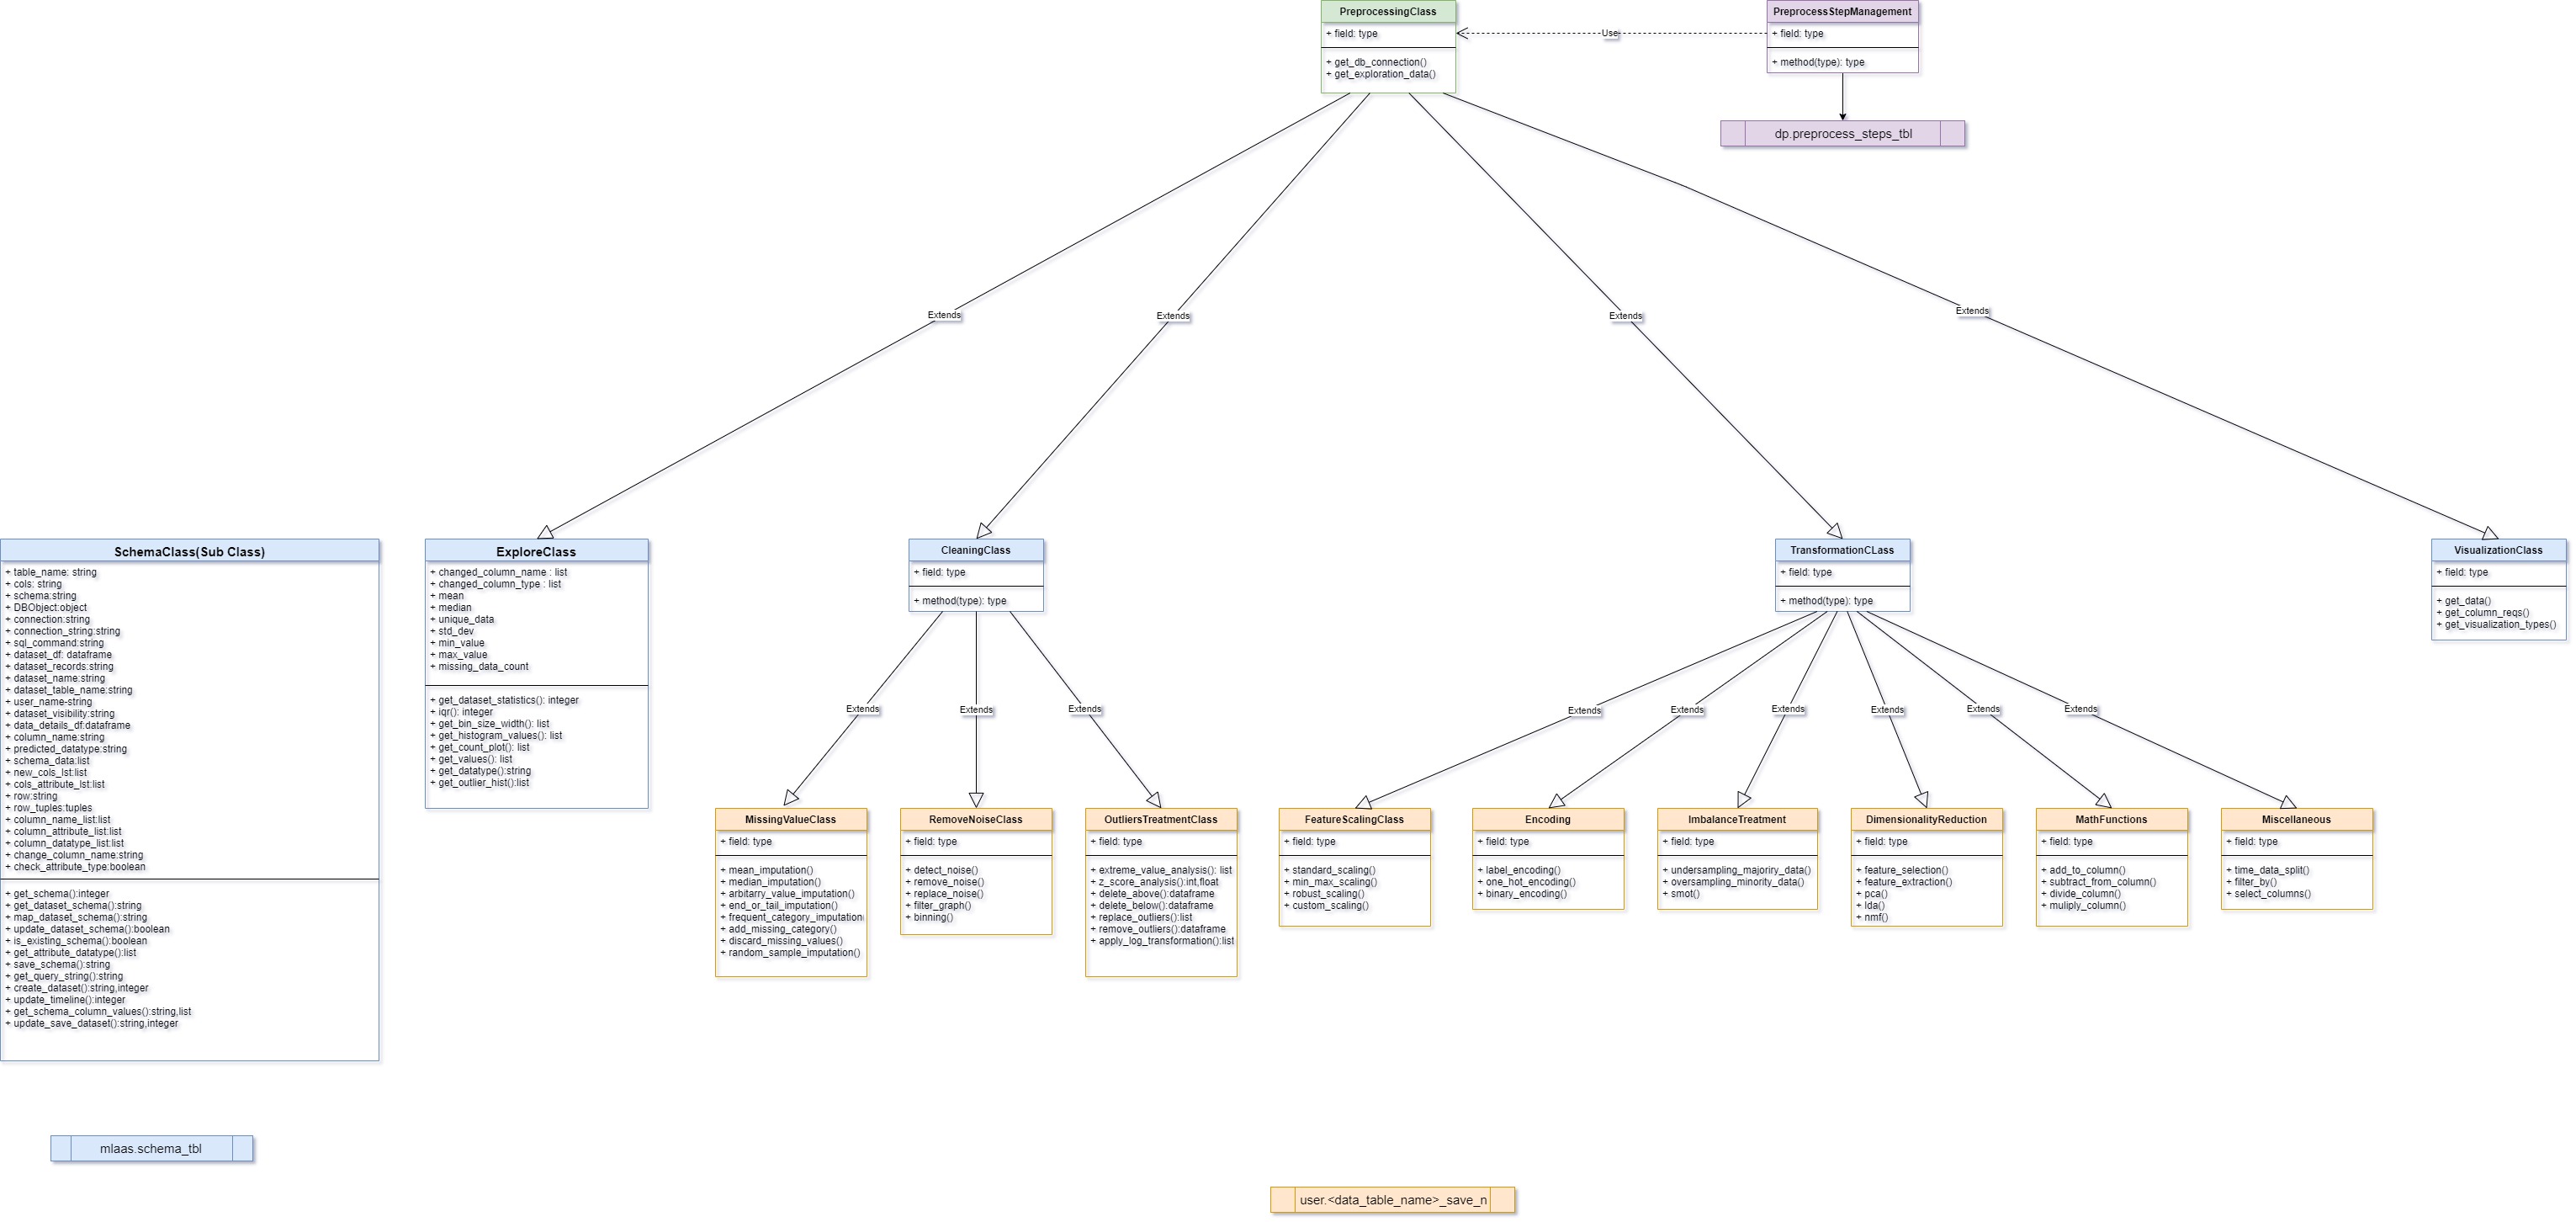 PreprocessingClass
+ field: type
+ get_db_connection()
+ get_exploration_data()
Use
PreprocessStepManagement
+ field: type
+ method(type): type
dp.preprocess_steps_tbl
Extends
Extends
Extends
Extends
SchemaClass(Sub Class)
+ table_name: string
+ cols: string
+ schema:string
+ DBObject:object
+ connection:string
+ connection_string:string
+ sql_command:string
+ dataset_df: dataframe
+ dataset_records:string
+ dataset_name:string
+ dataset_table_name:string
+ user_name-string
+ dataset_visibility:string
+ data_details_df:dataframe
+ column_name:string
+ predicted_datatype:string
+ schema_data:list
+ new_cols_lst:list
+ cols_attribute_lst:list
+ row:string
+ row_tuples:tuples
+ column_name_list:list
+ column_attribute_list:list
+ column_datatype_list:list
+ change_column_name:string
+ check_attribute_type:boolean
+ get_schema():integer
+ get_dataset_schema():string
+ map_dataset_schema():string
+ update_dataset_schema():boolean
+ is_existing_schema():boolean
+ get_attribute_datatype():list
+ save_schema():string
+ get_query_string():string
+ create_dataset():string,integer
+ update_timeline():integer
+ get_schema_column_values():string,list
+ update_save_dataset():string,integer
ExploreClass
+ changed_column_name : list
+ changed_column_type : list
+ mean
+ median
+ unique_data
+ std_dev
+ min_value
+ max_value
+ missing_data_count
+ get_dataset_statistics(): integer
+ iqr(): integer
+ get_bin_size_width(): list
+ get_histogram_values(): list
+ get_count_plot(): list
+ get_values(): list
+ get_datatype():string
+ get_outlier_hist():list
CleaningClass
+ field: type
+ method(type): type
TransformationCLass
+ field: type
+ method(type): type
VisualizationClass
+ field: type
+ get_data()
+ get_column_reqs()
+ get_visualization_types()
Extends
Extends
Extends
Extends
Extends
Extends
Extends
Extends
Extends
MissingValueClass
+ field: type
+ mean_imputation()
+ median_imputation()
+ arbitarry_value_imputation()
+ end_or_tail_imputation()
+ frequent_category_imputation(
+ add_missing_category()
+ discard_missing_values()
+ random_sample_imputation()
RemoveNoiseClass
+ field: type
+ detect_noise()
+ remove_noise()
+ replace_noise()
+ filter_graph()
+ binning()
OutliersTreatmentClass
+ field: type
+ extreme_value_analysis(): list
+ z_score_analysis():int,float
+ delete_above():dataframe
+ delete_below():dataframe
+ replace_outliers():list
+ remove_outliers():dataframe
+ apply_log_transformation():list
FeatureScalingClass
+ field: type
+ standard_scaling()
+ min_max_scaling()
+ robust_scaling()
+ custom_scaling()
Encoding
+ field: type
+ label_encoding()
+ one_hot_encoding()
+ binary_encoding()
ImbalanceTreatment
+ field: type
+ undersampling_majoriry_data()
+ oversampling_minority_data()
+ smot()
DimensionalityReduction
+ field: type
+ feature_selection()
+ feature_extraction()
+ pca()
+ lda()
+ nmf()
MathFunctions
+ field: type
+ add_to_column()
+ subtract_from_column()
+ divide_column()
+ muliply_column()
Miscellaneous
+ field: type
+ time_data_split()
+ filter_by()
+ select_columns()
mlaas.schema_tbl
user.<data_table_name>_save_n